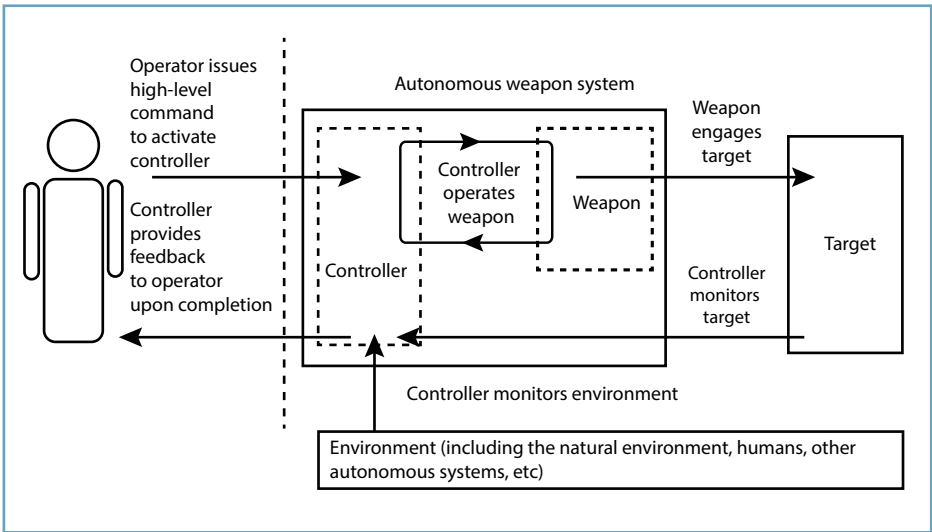 Operator issues
high-level
command
to activate
controller
Controller
provides
feedback
to operator
upon completion
Autonomous weapon system
Controller
operates
weapon
Weapon
Controller
Weapon
engages
target
Controller
monitors
target
Target
Controller monitors environment
Environment (including the natural environment, humans, other
autonomous systems, etc)